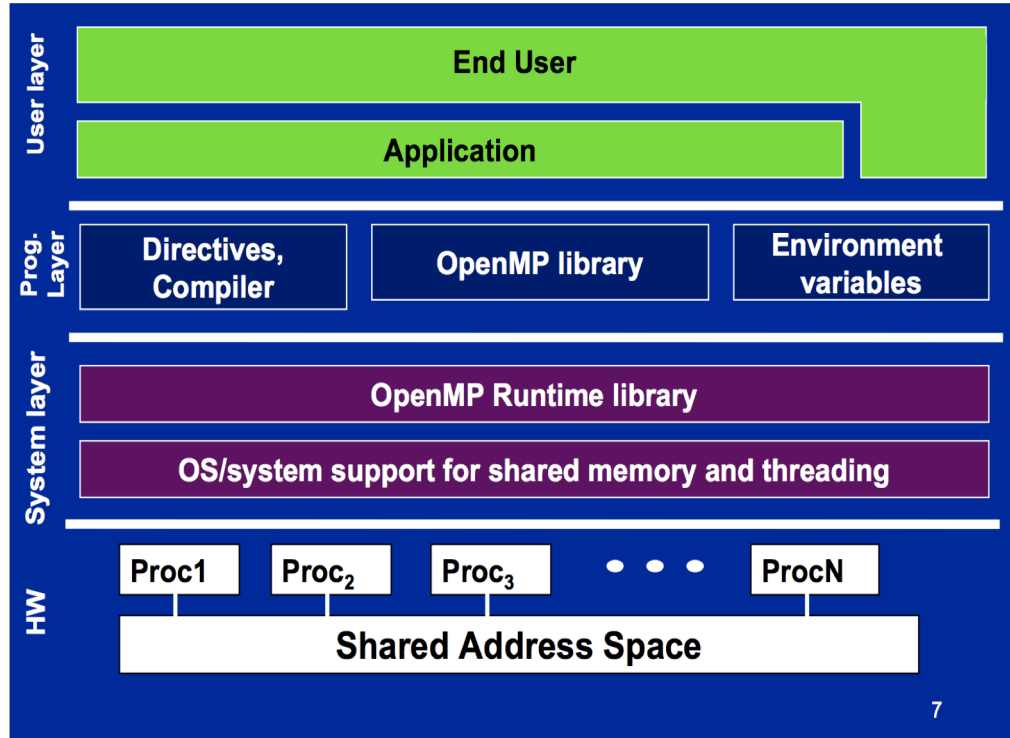 User layer
End User
Application
Prog.
Layer
Directives,
Compiler
OpenMP library
Environment
variables
System layer
OpenMP Runtime library
OS/system support for shared memory and threading
HW
Proc1
Proc₂
Proc₃
ProcN
Shared Address Space
7